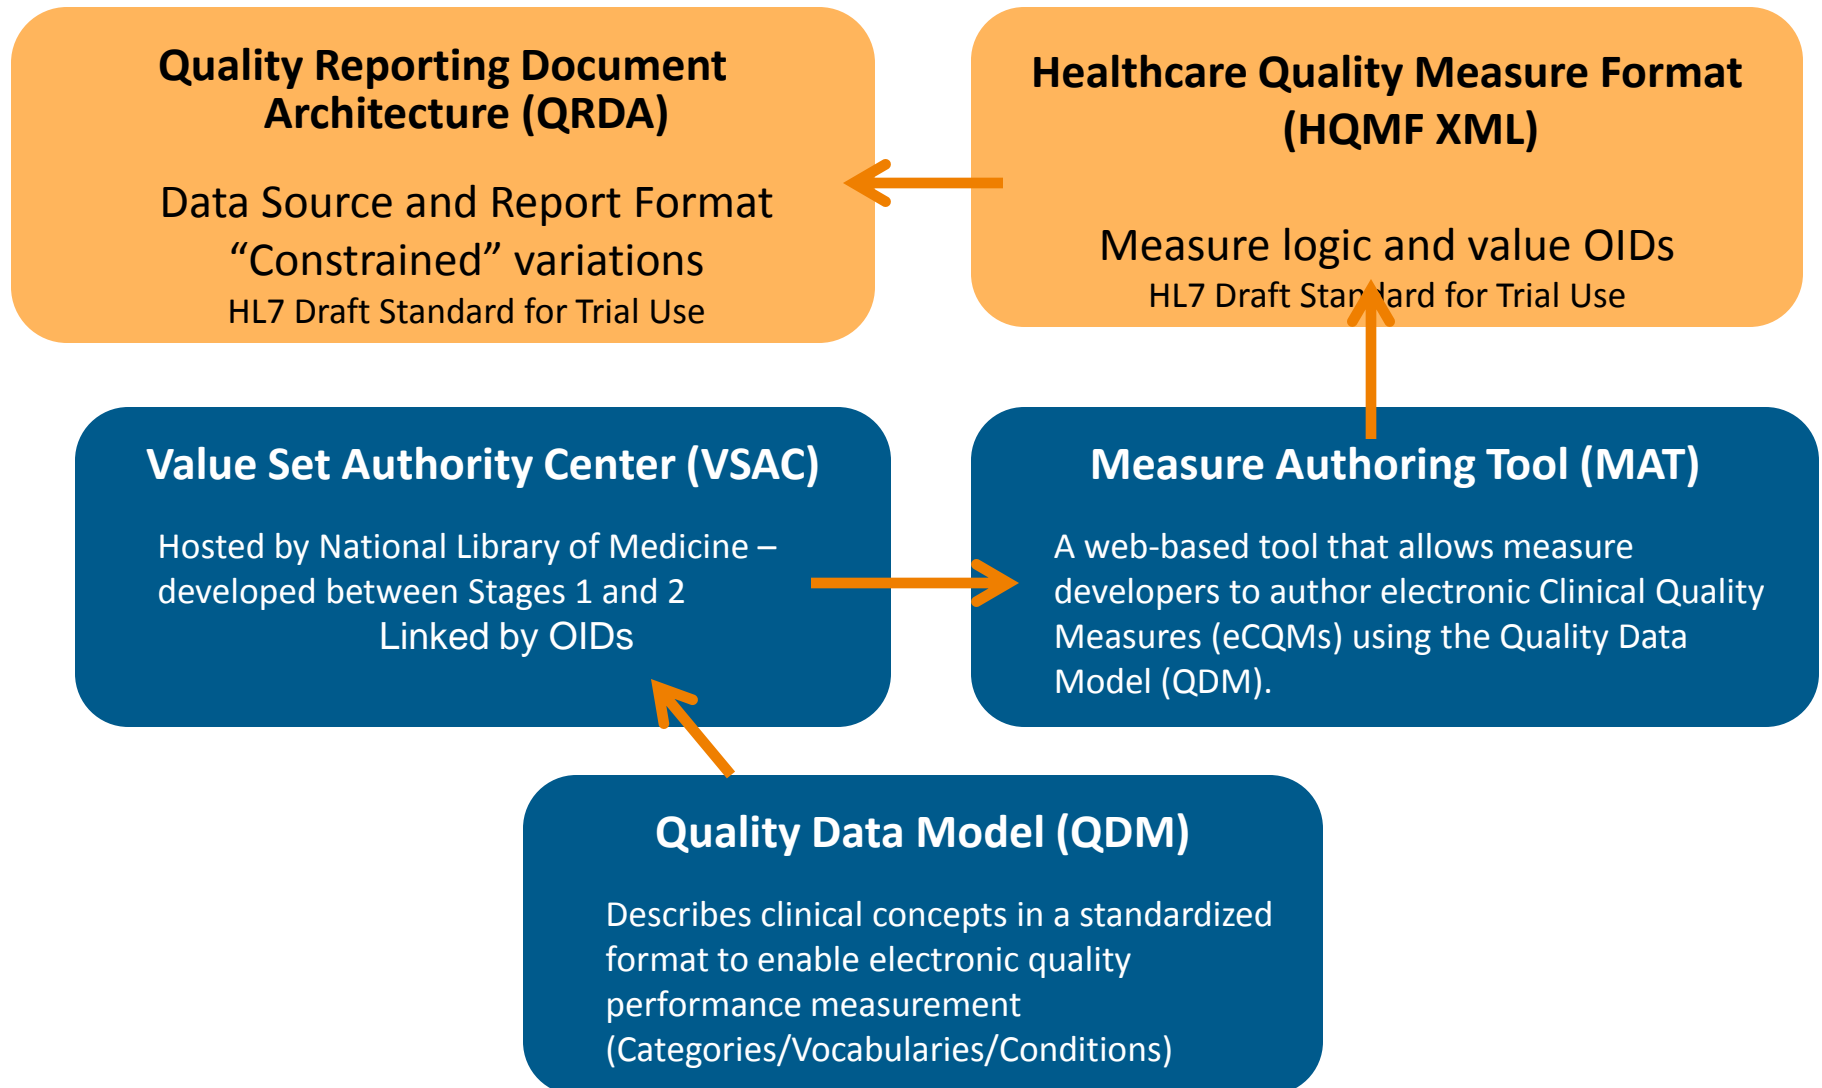 Quality Reporting Document
Architecture (QRDA)
Data Source and Report Format
“Constrained” variations
HL7 Draft Standard for Trial Use
Healthcare Quality Measure Format
(HQMF XML)
Measure logic and value OIDs
HL7 Draft Standard for Trial Use
Value Set Authority Center (VSAC)
Hosted by National Library of Medicine –
developed between Stages 1 and 2
Linked by OIDs
Measure Authoring Tool (MAT)
A web-based tool that allows measure
developers to author electronic Clinical Quality
Measures (eCQMs) using the Quality Data
Model (QDM).
Quality Data Model (QDM)
Describes clinical concepts in a standardized
format to enable electronic quality
performance measurement
(Categories/Vocabularies/Conditions)